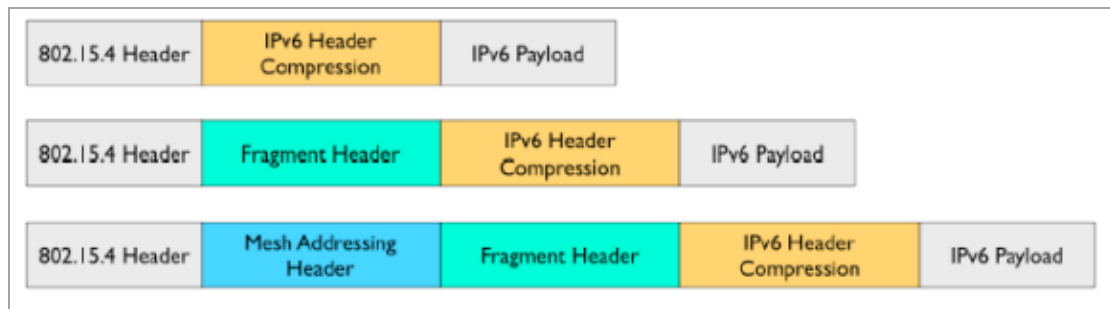 802.15.4 Header
IPv6 Header
Compression
IPv6 Payload
802.15.4 Header
Fragment Header
IPv6 Header
Compression
IPv6 Payload
802.15.4 Header
Mesh Addressing
Header
Fragment Header
IPv6 Header
Compression
IPv6 Payload